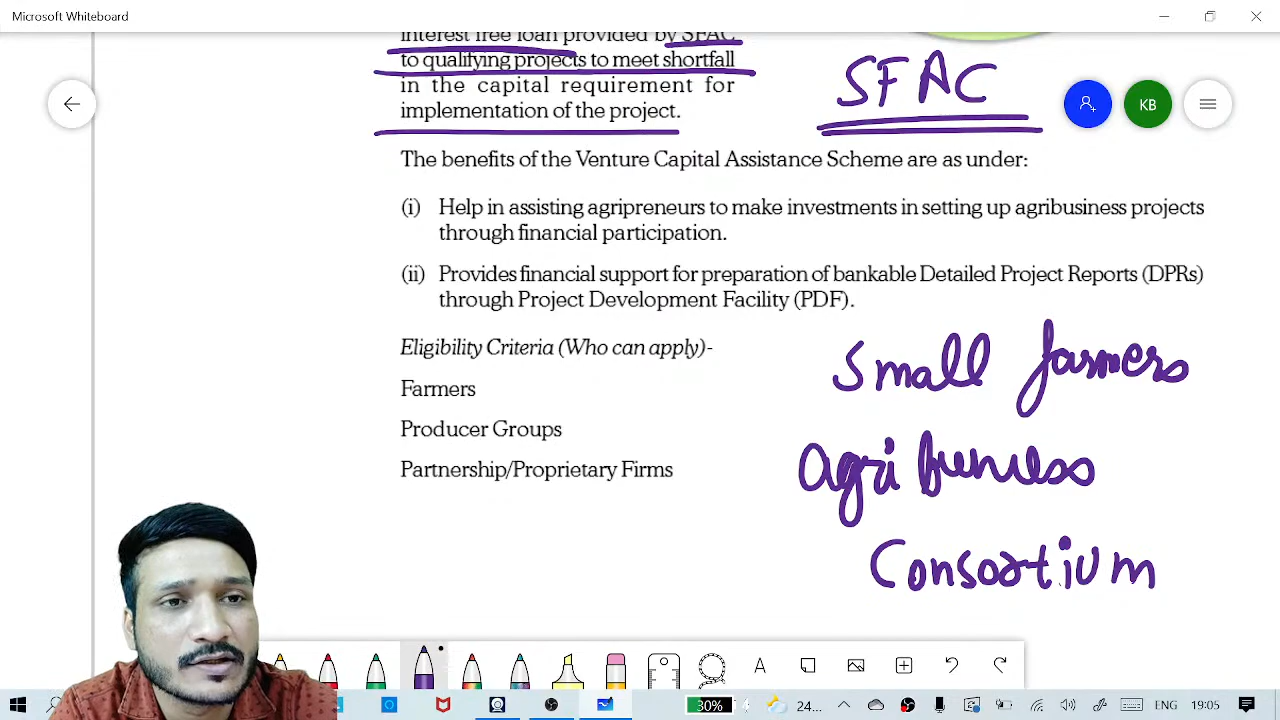 Microsoft Whiteboard
interest free loan provided by SFAC
to qualifying projects to meet shortfall
in the capital requirement for
implementation of the project.
SFAC
KB
The benefits of the Venture Capital Assistance Scheme are as under:
(i) Help in assisting agripreneurs to make investments in setting up agribusiness projects
through financial participation.
(ii) Provides financial support for preparation of bankable Detailed Project Reports (DPRs)
through Project Development Facility (PDF).
Eligibility Criteria (Who can apply)-
Farmers
Producer Groups
Partnership/Proprietary Firms
Small farmers
Agri business
Consortium
A
30%
24...
ENG
19:05